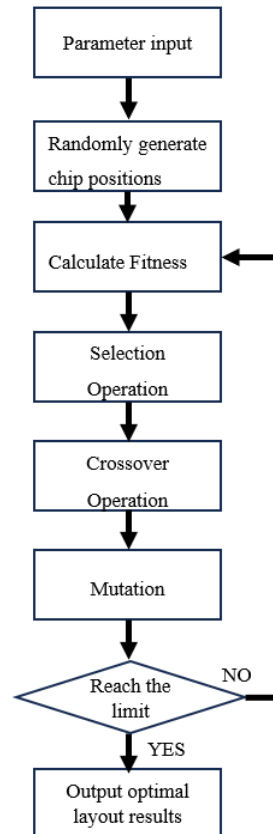 Parameter input
Randomly generate
chip positions
Calculate Fitness
Selection
Operation
Crossover
Operation
Mutation
Reach the
limit
NO
YES
Output optimal
layout results